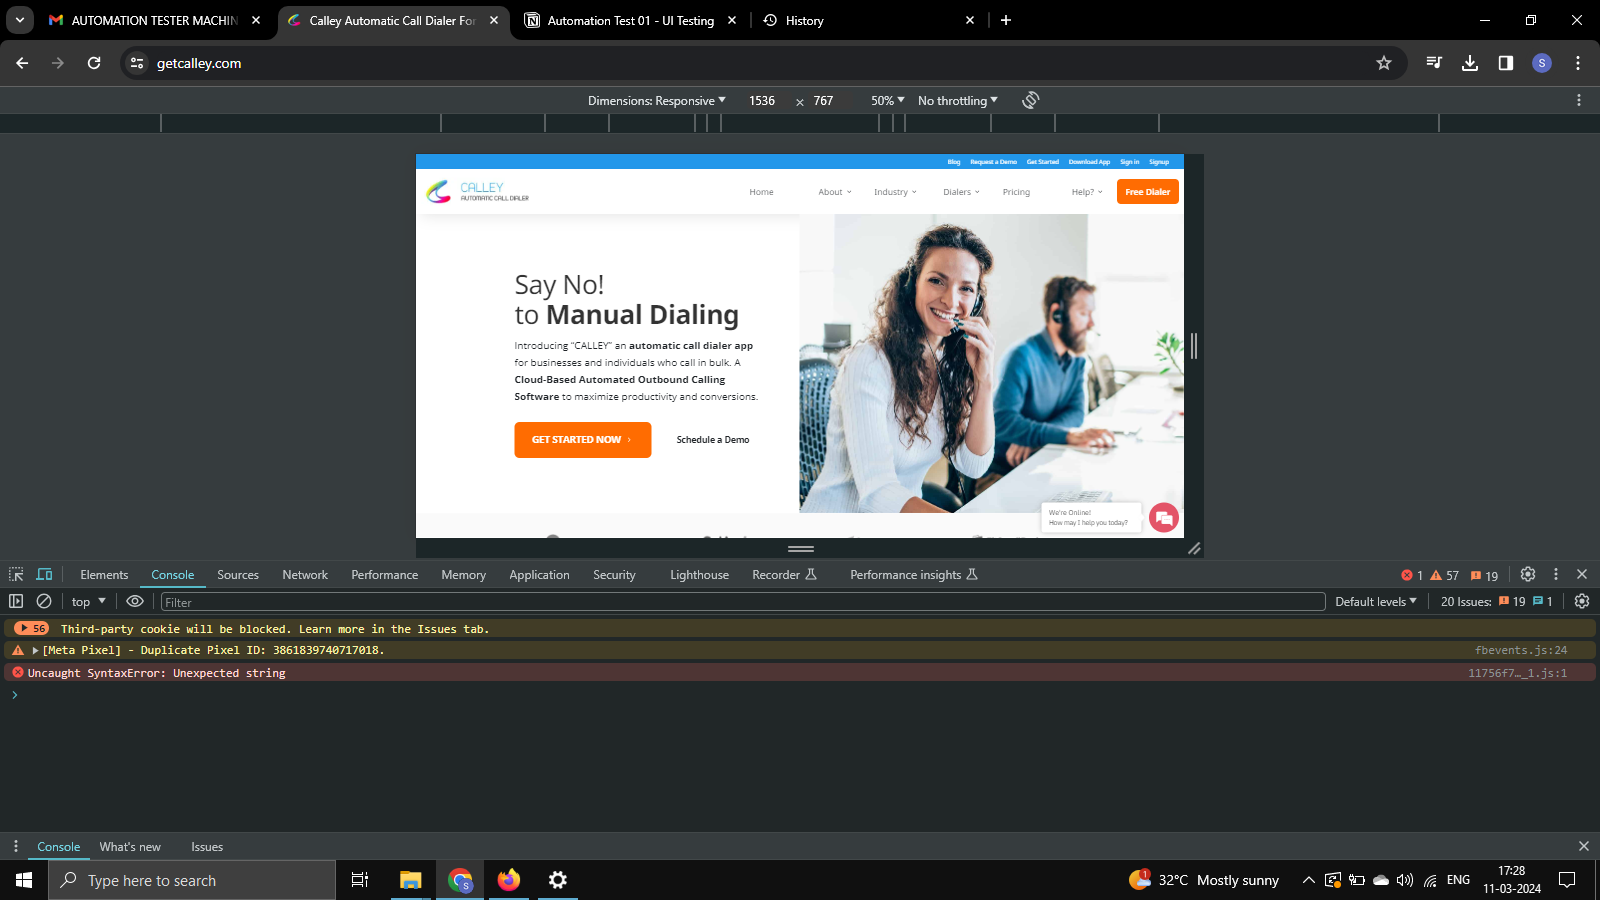 AUTOMATION TESTER MACHIN
Calley Automatic Call Dialer For
Automation Test 01 - UI Testing
History
getcalley.com
S
Dimensions: Responsive
1536 × 767
50%
No throttling
Blog Request a Demo Get Started Download App Sign in Signup
CALLEY
AUTOMATIC CALL DIALER
Home About Industry Dialers Pricing Help? Free Dialer
Say No!
to Manual Dialing
Introducing “CALLEY” an automatic call dialer app
for businesses and individuals who call in bulk. A
Cloud-Based Automated Outbound Calling
Software to maximize productivity and conversions.
GET STARTED NOW ›
Schedule a Demo
We're Online!
How may I help you today?
Elements Console Sources Network Performance Memory Application Security Lighthouse Recorder Performance insights 1 57 19
top Filter Default levels 20 Issues: 19 1
56 Third-party cookie will be blocked. Learn more in the Issues tab.
[Meta Pixel] - Duplicate Pixel ID: 3861839740717018. fbevents.js:24
Uncaught SyntaxError: Unexpected string 11756f7…_1.js:1
Console What's new Issues
Type here to search
S
1
32°C Mostly sunny
ENG
17:28
11-03-2024